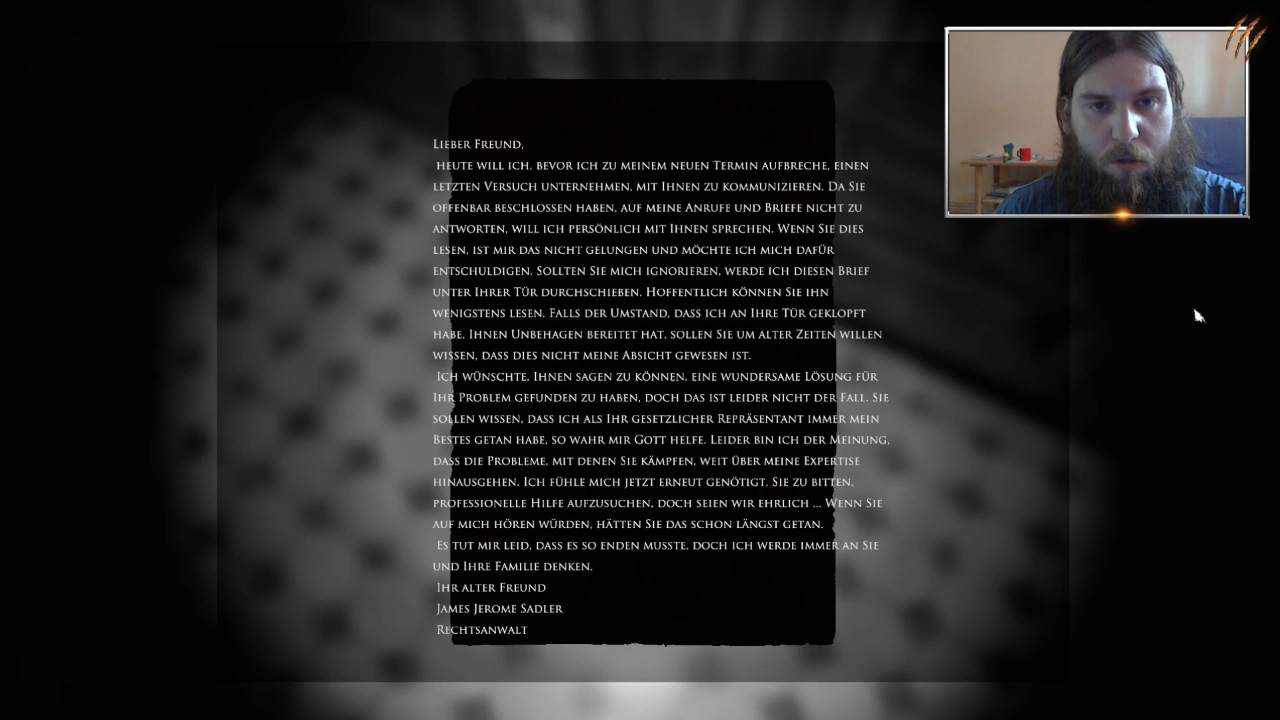 Lieber Freund,
heute will ich, bevor ich zu meinem neuen Termin aufbreche, einen
letzten Versuch unternehmen, mit Ihnen zu kommunizieren. Da Sie
offenbar beschlossen haben, auf meine Anrufe und Briefe nicht zu
antworten, will ich persönlich mit Ihnen sprechen. Wenn Sie dies
lesen, ist mir das nicht gelungen und möchte ich mich dafür
entschuldigen. Sollten Sie mich ignorieren, werde ich diesen Brief
unter Ihrer Tür durchschieben. Hoffentlich können Sie ihn
wenigstens lesen. Falls der Umstand, dass ich an Ihre Tür geklopft
habe, Ihnen Unbehagen bereitet hat, sollen Sie um alter Zeiten willen
wissen, dass dies nicht meine Absicht gewesen ist.
Ich wünschte, Ihnen sagen zu können, eine wundersame Lösung für
Ihr Problem gefunden zu haben, doch das ist leider nicht der Fall. Sie
sollen wissen, dass ich als Ihr gesetzlicher Repräsentant immer mein
Bestes getan habe, so wahr mir Gott helfe. Leider bin ich der Meinung,
dass die Probleme, mit denen Sie kämpfen, weit über meine Expertise
hinausgehen. Ich fühle mich jetzt erneut genötigt, Sie zu bitten,
professionelle Hilfe aufzusuchen, doch seien wir ehrlich ... Wenn Sie
auf mich hören würden, hätten Sie das schon längst getan.
Es tut mir leid, dass es so enden musste, doch ich werde immer an Sie
und Ihre Familie denken.
Ihr alter Freund
James Jerome Sadler
Rechtsanwalt